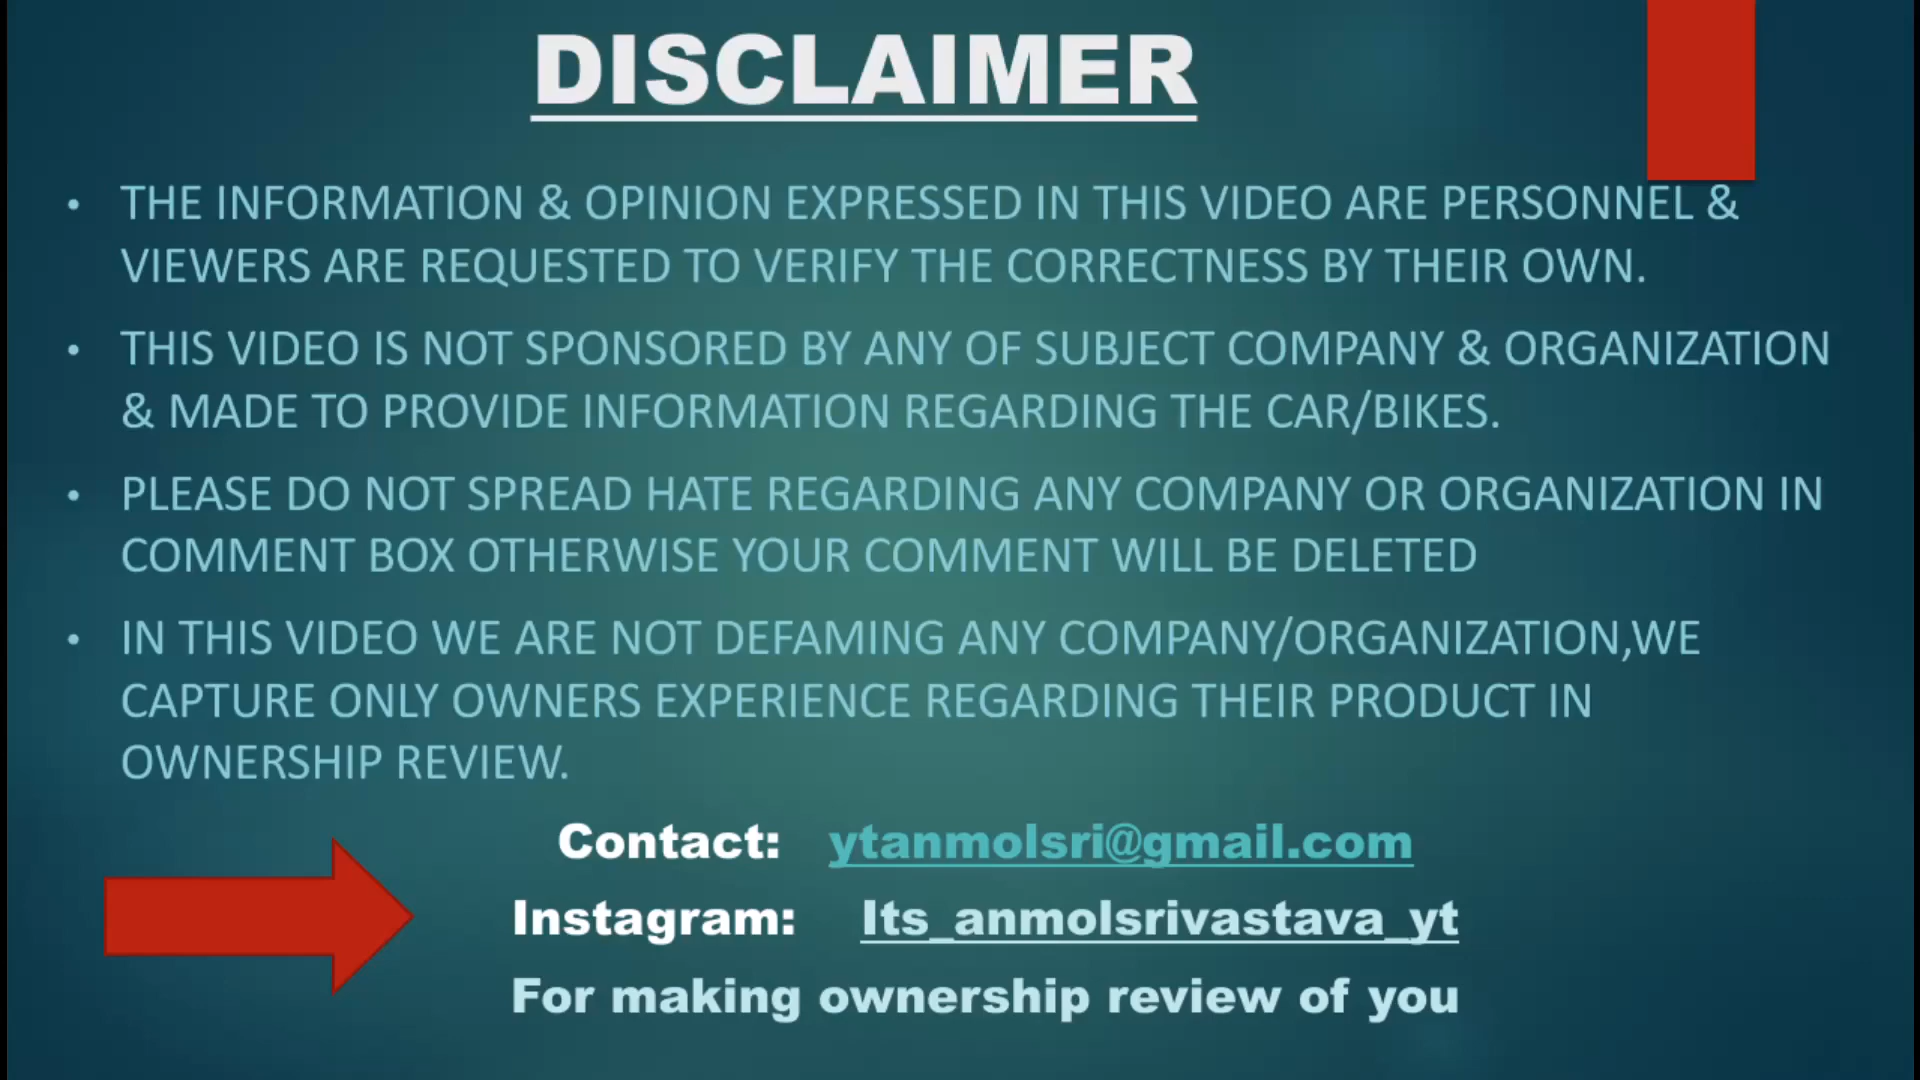 DISCLAIMER
• THE INFORMATION & OPINION EXPRESSED IN THIS VIDEO ARE PERSONNEL &
VIEWERS ARE REQUESTED TO VERIFY THE CORRECTNESS BY THEIR OWN.
• THIS VIDEO IS NOT SPONSORED BY ANY OF SUBJECT COMPANY & ORGANIZATION
& MADE TO PROVIDE INFORMATION REGARDING THE CAR/BIKES.
• PLEASE DO NOT SPREAD HATE REGARDING ANY COMPANY OR ORGANIZATION IN
COMMENT BOX OTHERWISE YOUR COMMENT WILL BE DELETED
• IN THIS VIDEO WE ARE NOT DEFAMING ANY COMPANY/ORGANIZATION,WE
CAPTURE ONLY OWNERS EXPERIENCE REGARDING THEIR PRODUCT IN
OWNERSHIP REVIEW.
Contact: ytanmolsri@gmail.com
Instagram: Its_anmolsrivastava_yt
For making ownership review of you